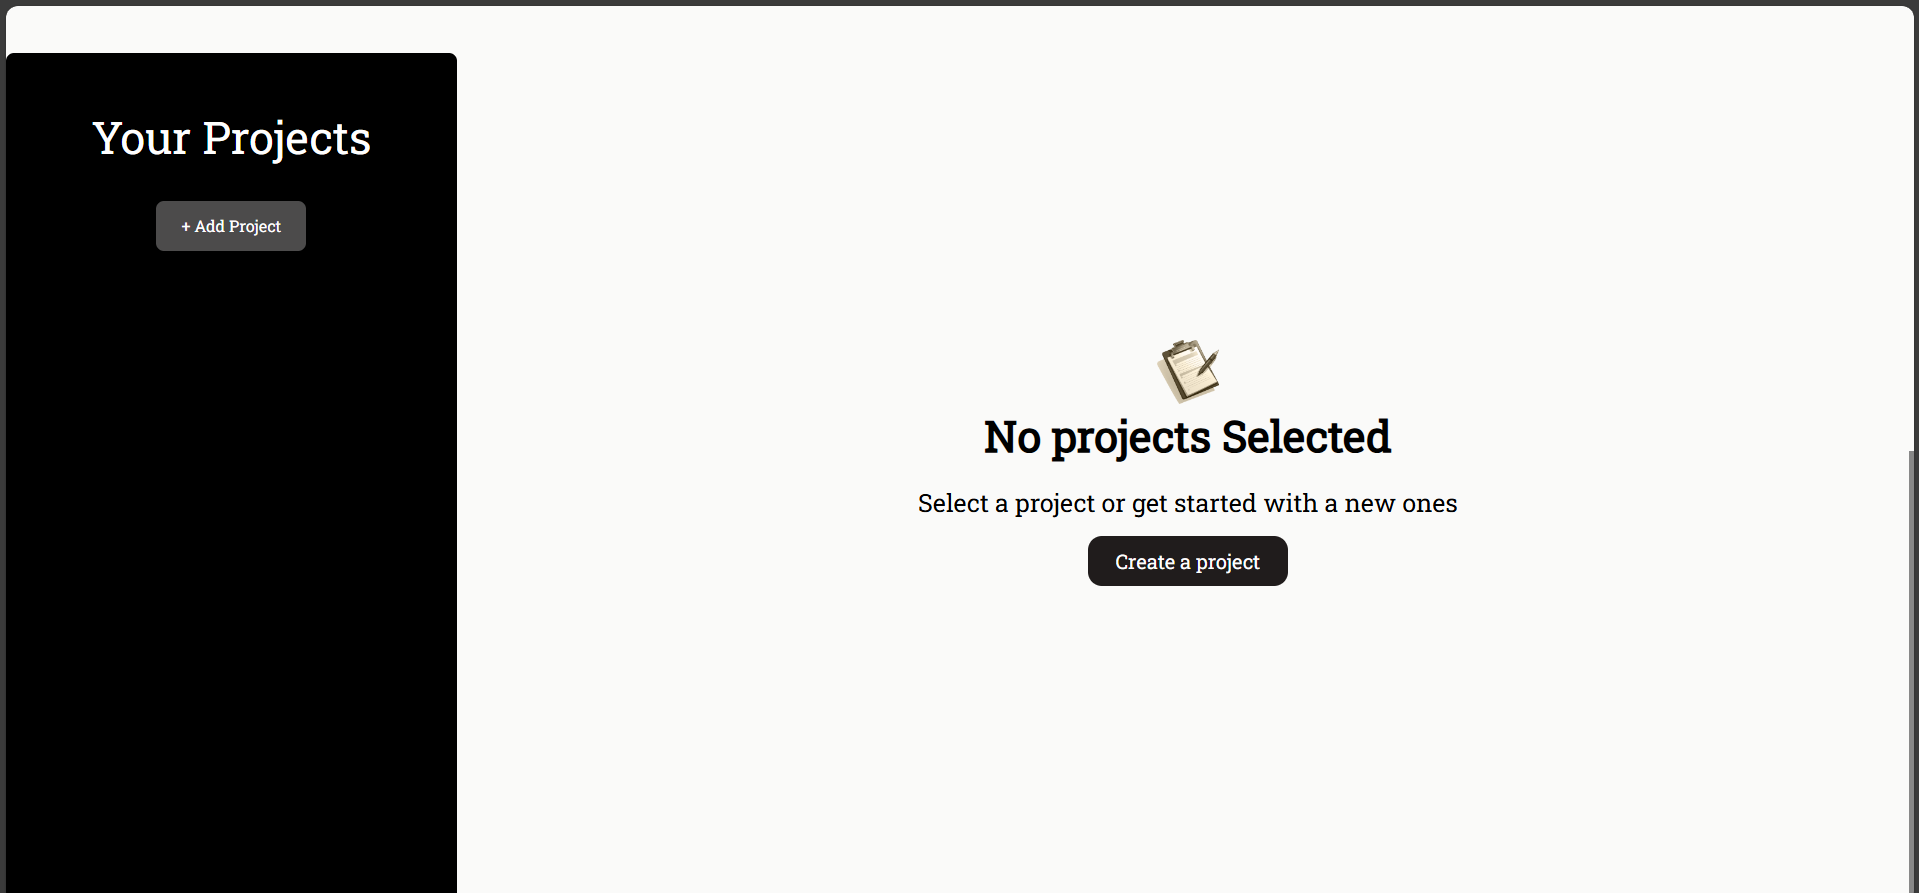 Your Projects
+ Add Project
No projects Selected
Select a project or get started with a new ones
Create a project